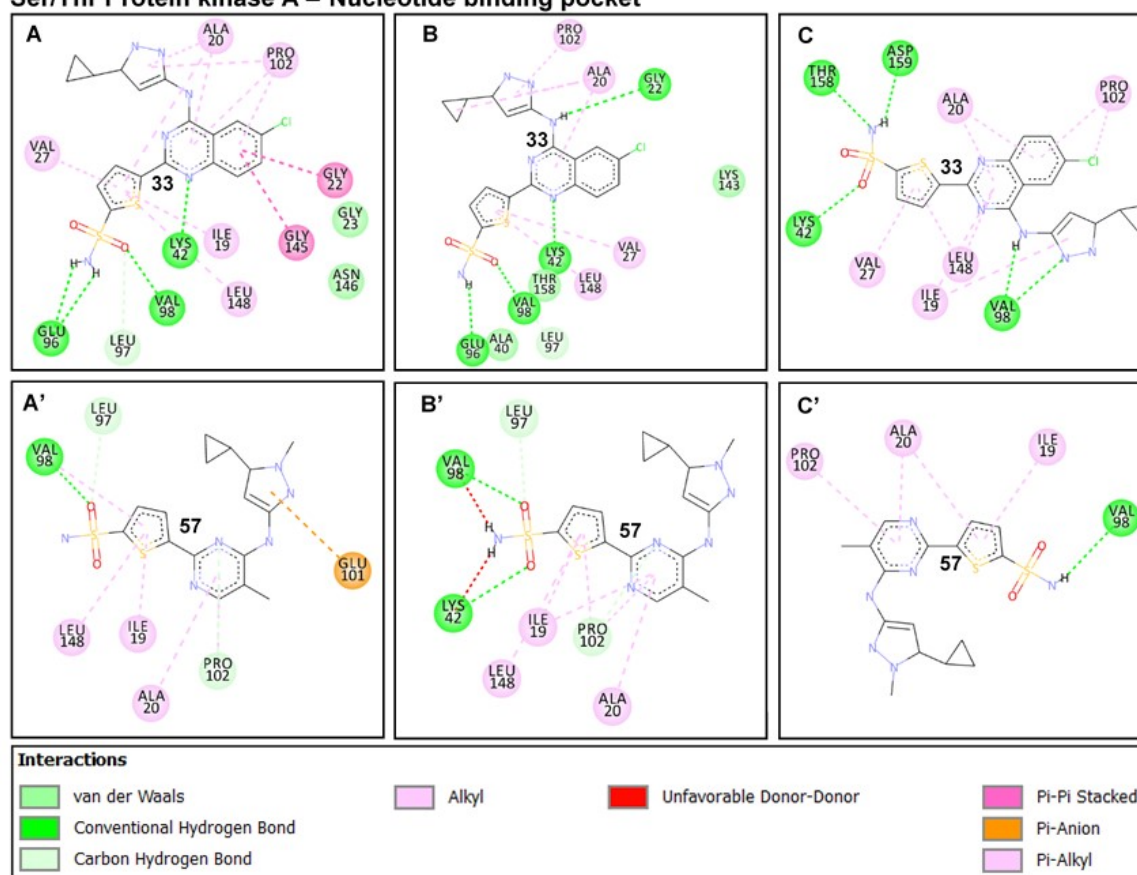 Ser/Thr Protein kinase A – Nucleotide binding pocket
A
ALA 20
PRO 102
N
N
N
Cl
VAL 27
N
33
N
S
O
S
O
H
N
H
GLY 22
GLY 23
LYS 42
ILE 19
GLY 145
ASN 146
LEU 148
VAL 98
GLU 96
LEU 97
B
PRO 102
ALA 20
GLY 22
N
N
N
H
33
N
Cl
N
S
O
S
O
N
H
LYS 143
LYS 42
VAL 27
THR 158
LEU 148
VAL 98
GLU 96
ALA 40
LEU 97
C
THR 158
ASP 159
ALA 20
PRO 102
N
H
O
S
O
S
33
N
N
Cl
N
H
N
N
LYS 42
VAL 27
LEU 148
ILE 19
VAL 98
A’
LEU 97
VAL 98
O
S
N
O
S
57
N
N
N
N
N
GLU 101
LEU 148
ILE 19
PRO 102
ALA 20
B’
LEU 97
VAL 98
H
N
H
O
S
O
S
57
N
N
N
N
N
LYS 42
ILE 19
PRO 102
LEU 148
ALA 20
C’
PRO 102
ALA 20
ILE 19
VAL 98
N
N
S
57
O
S
O
N
H
N
N
N
Interactions
van der Waals
Conventional Hydrogen Bond
Carbon Hydrogen Bond
Alkyl
Unfavorable Donor-Donor
Pi-Pi Stacked
Pi-Anion
Pi-Alkyl